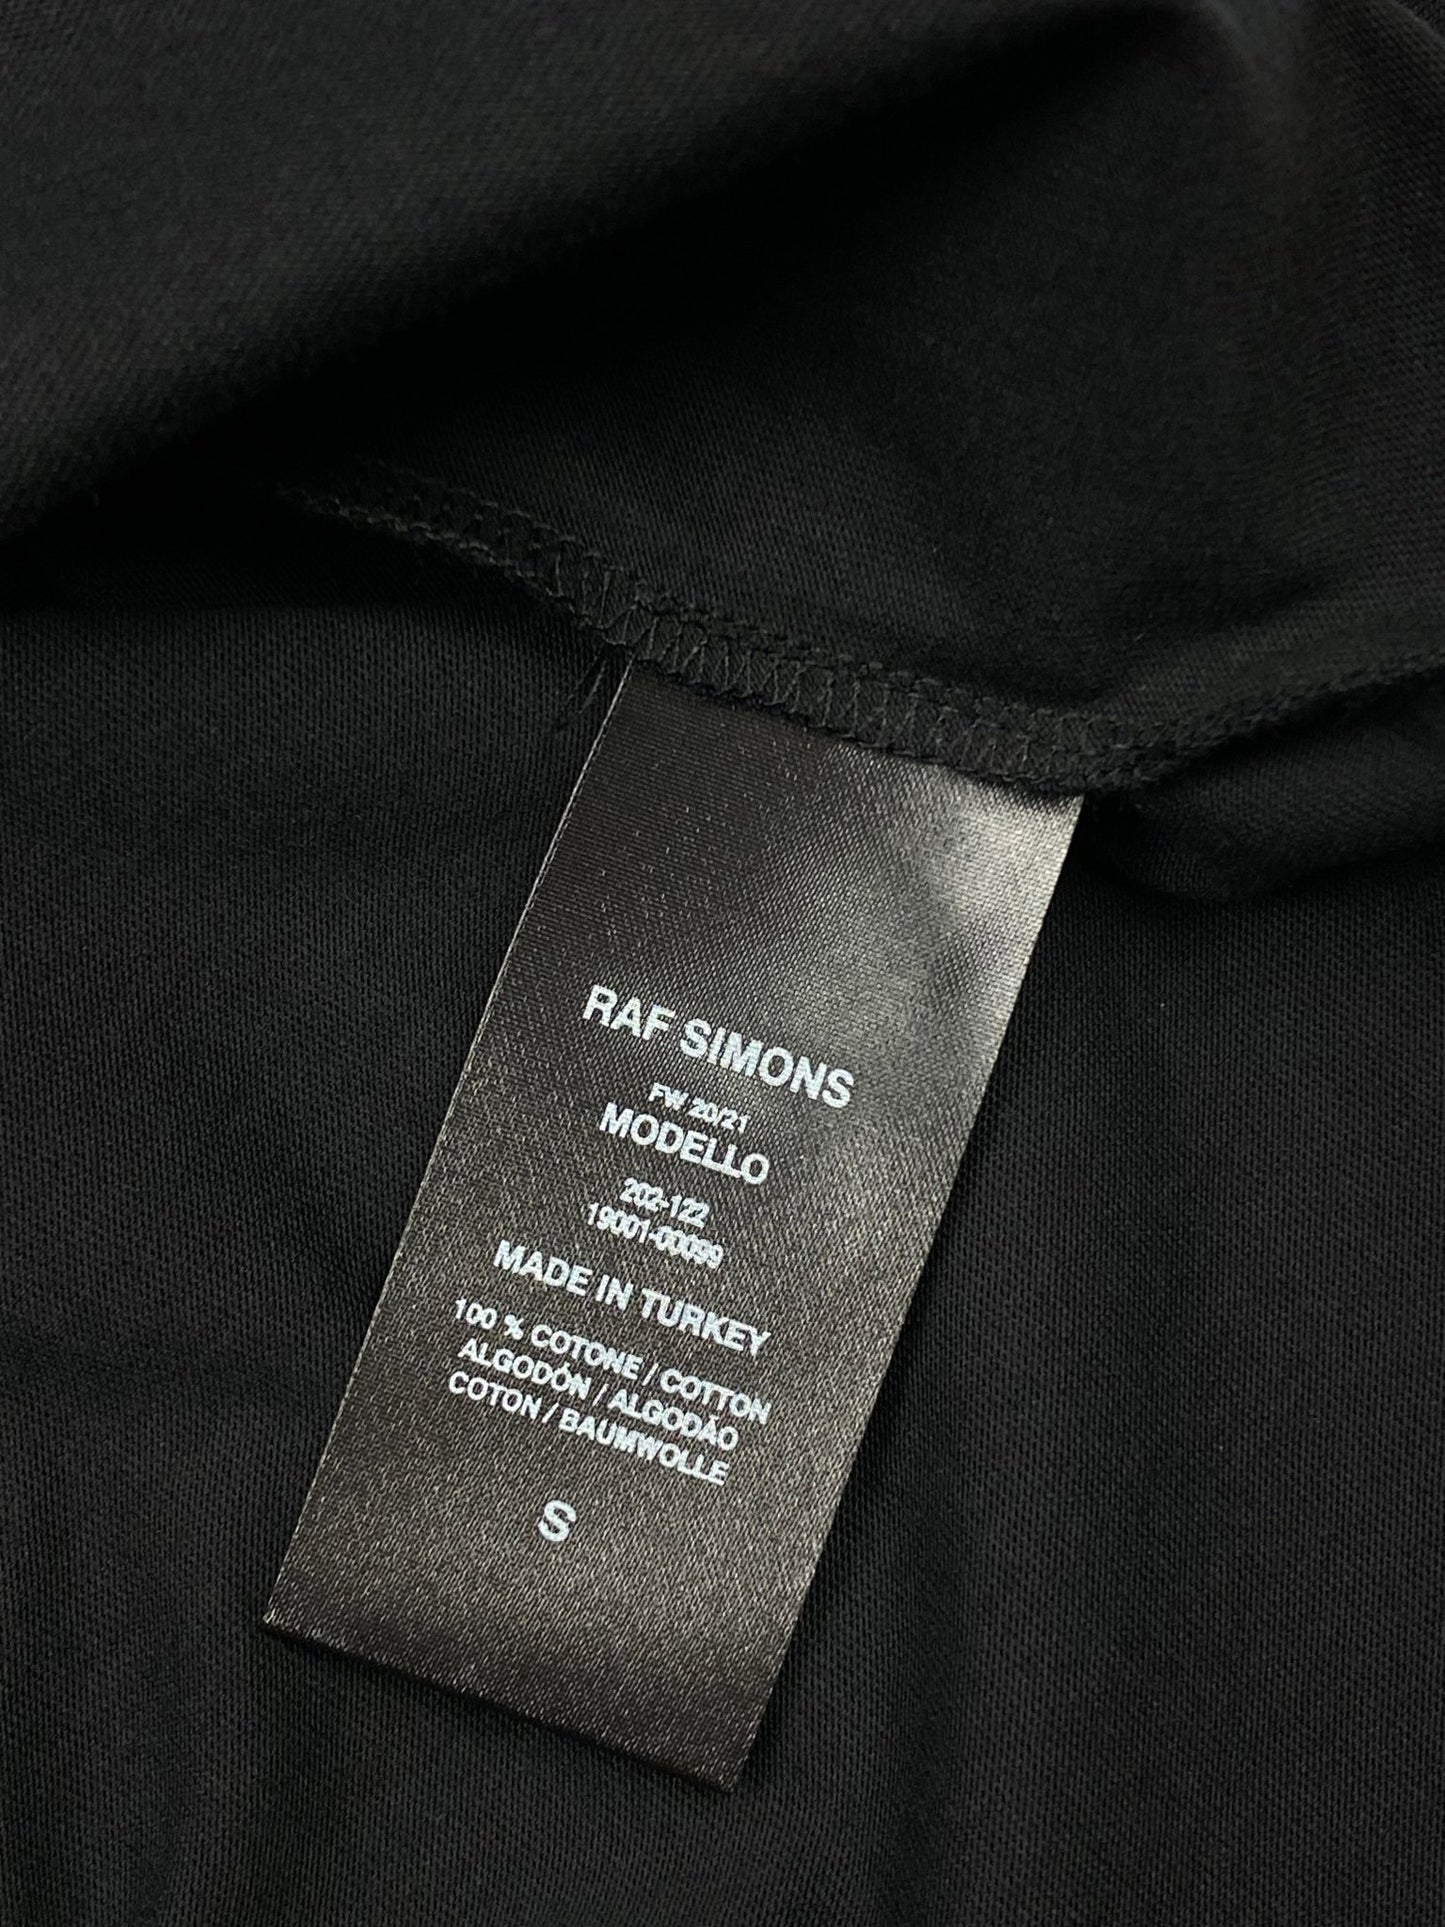 RAF SIMONS
FW 20/21
MODELLO
202-122
19001-00099
MADE IN TURKEY
100 % COTONE / COTTON
ALGODÓN / ALGODÃO
COTON / BAUMWOLLE
S